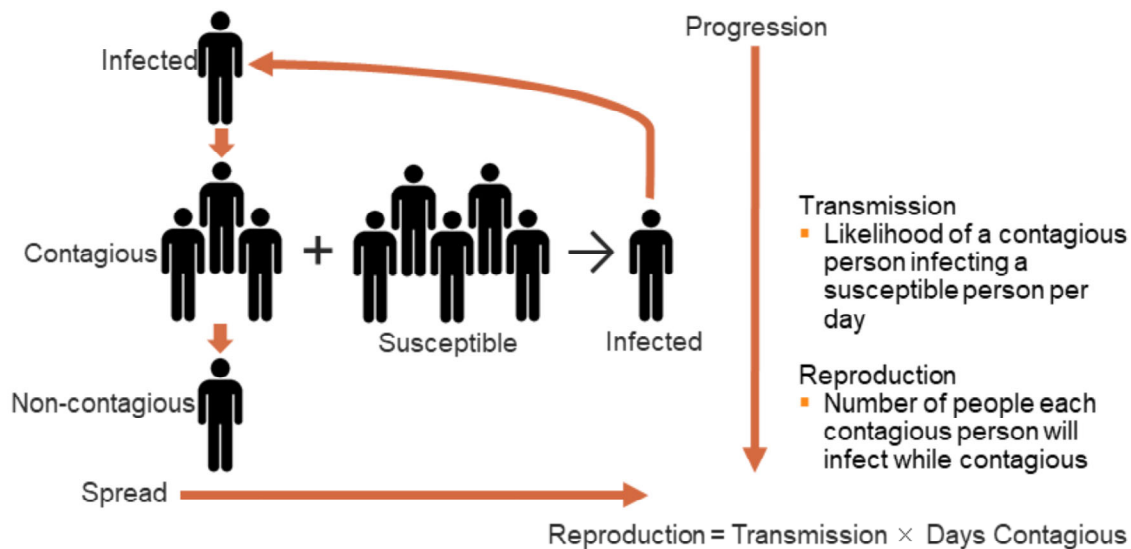 Progression
Infected
Transmission
▪ Likelihood of a contagious
person infecting a
susceptible person per
day
Contagious
+
Susceptible
Infected
Reproduction
▪ Number of people each
contagious person will
infect while contagious
Non-contagious
Spread
Reproduction = Transmission × Days Contagious